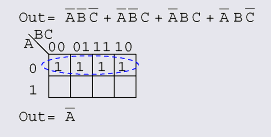 Out= A̅B̅C̅ + A̅B̅C + A̅BC + A̅BC̅
BC
A 00 01 11 10
0 1 1 1 1
1
Out= A̅